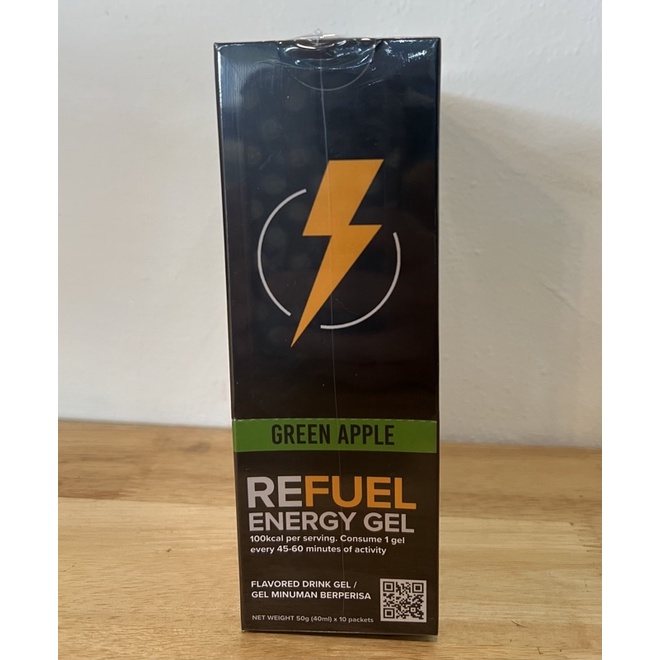 GREEN APPLE
REFUEL
ENERGY GEL
100kcal per serving. Consume 1 gel
every 45-60 minutes of activity
FLAVORED DRINK GEL /
GEL MINUMAN BERPERISA
NET WEIGHT 50g (40ml) x 10 packets